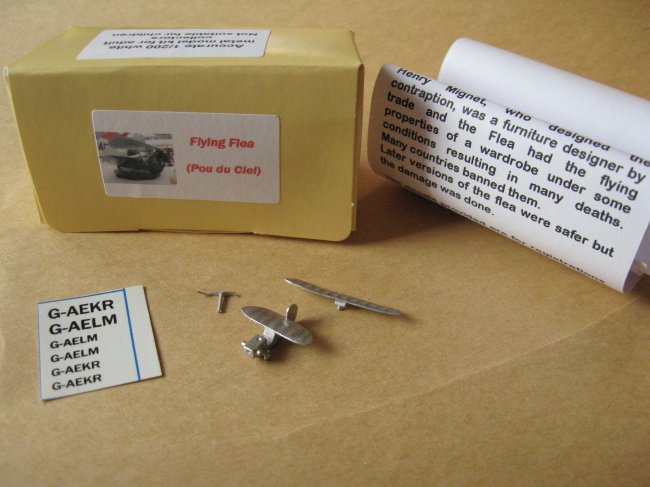 Accurate 1/200 white
metal model kit for adult
collectors
Not suitable for children
Flying Flea
(Pou du Ciel)
Henry Mignet, who designed the
contraption, was a furniture designer by
trade and the Flea had the flying
properties of a wardrobe under some
conditions resulting in many deaths.
Many countries banned them.
Later versions of the flea were safer but
the damage was done.
G-AEKR
G-AELM
G-AELM
G-AELM
G-AEKR
G-AEKR